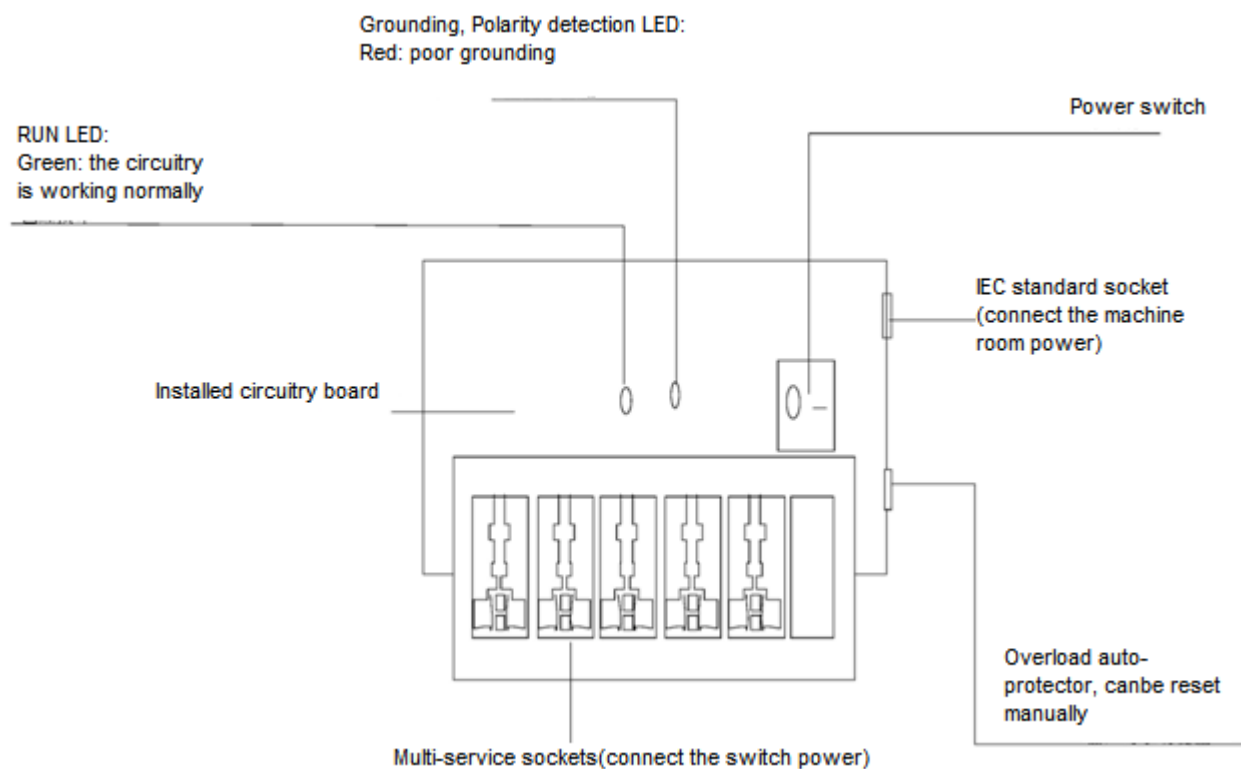 Grounding, Polarity detection LED:
Red: poor grounding
Power switch
RUN LED:
Green: the circuitry
is working normally
IEC standard socket
(connect the machine
room power)
Installed circuitry board
Overload auto-
protector, canbe reset
manually
Multi-service sockets(connect the switch power)